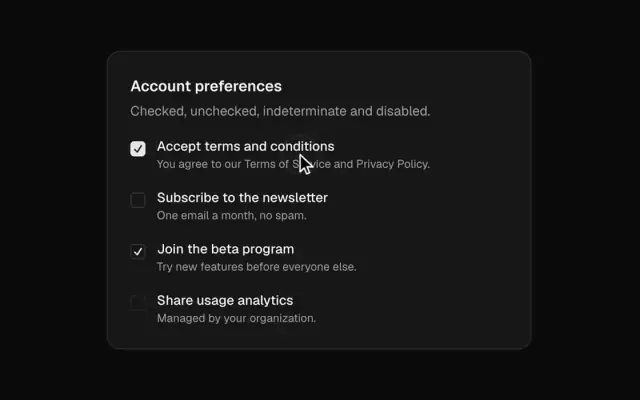 Account preferences
Checked, unchecked, indeterminate and disabled.
Accept terms and conditions
You agree to our Terms of Service and Privacy Policy.
Subscribe to the newsletter
One email a month, no spam.
Join the beta program
Try new features before everyone else.
Share usage analytics
Managed by your organization.